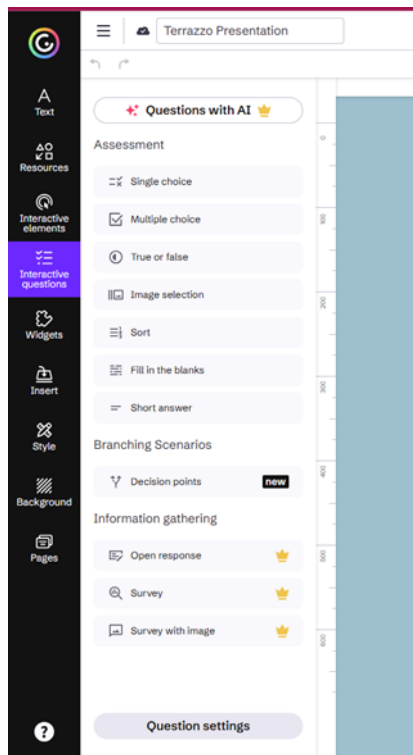 Terrazzo Presentation
Text
Resources
Interactive
elements
Interactive
questions
Widgets
Insert
Style
Background
Pages
?
Questions with AI
Assessment
Single choice
Multiple choice
True or false
Image selection
Sort
Fill in the blanks
Short answer
Branching Scenarios
Decision points new
Information gathering
Open response
Survey
Survey with image
Question settings
0
100
200
300
400
500
600